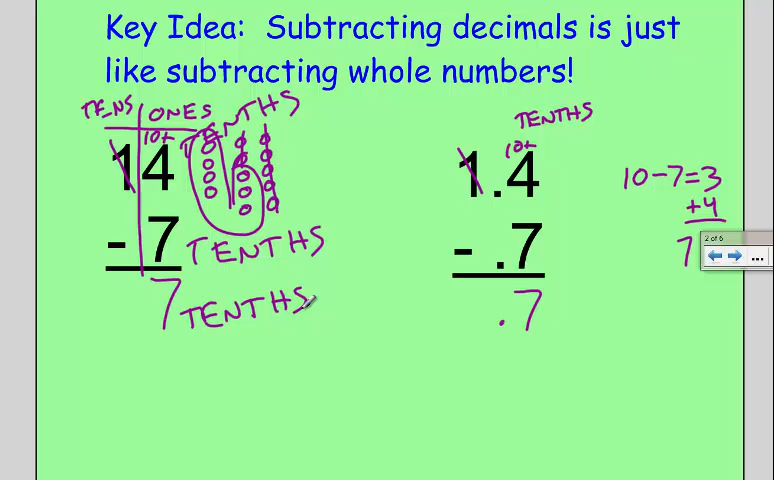 Key Idea: Subtracting decimals is just
like subtracting whole numbers!
TENS ONES
TENTHS
10+
14
- 7 TENTHS
7 TENTHS
TENTHS
10+
1.4
- .7
.7
10-7=3
+4
7
2 of 6
...